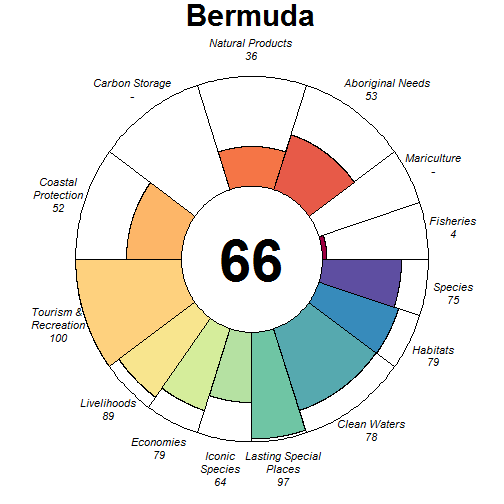 Bermuda
Natural Products
36
Carbon Storage
-
Aboriginal Needs
53
Mariculture
-
Coastal
Protection
52
Fisheries
4
66
Species
75
Tourism &
Recreation
100
Habitats
79
Livelihoods
89
Clean Waters
78
Economies
79
Iconic
Species
64
Lasting Special
Places
97